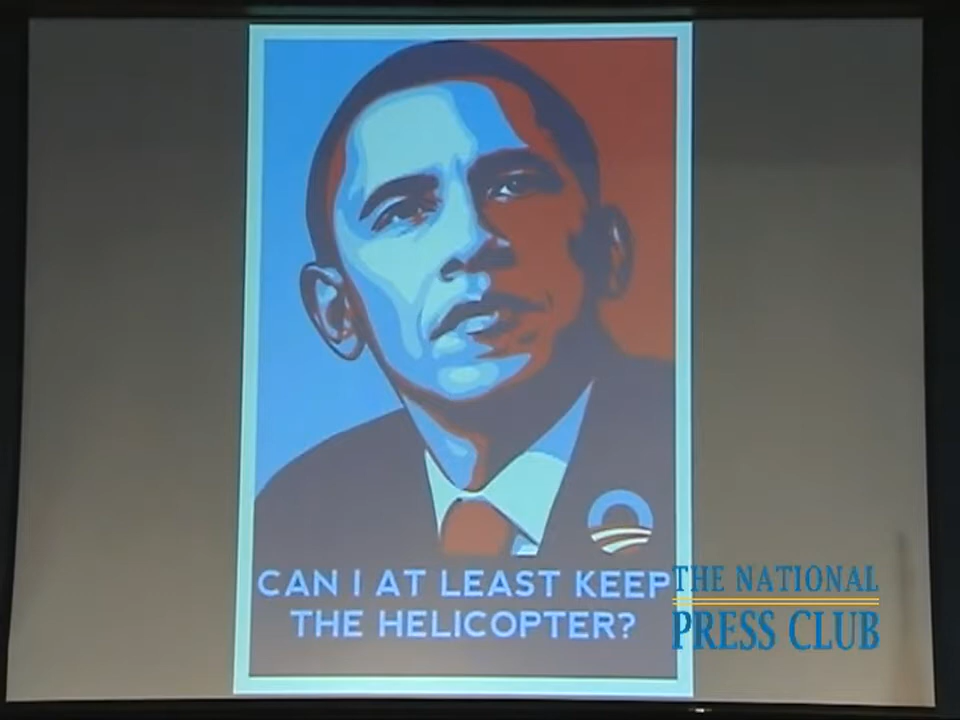 CAN I AT LEAST KEEP
THE HELICOPTER?
THE NATIONAL
PRESS CLUB